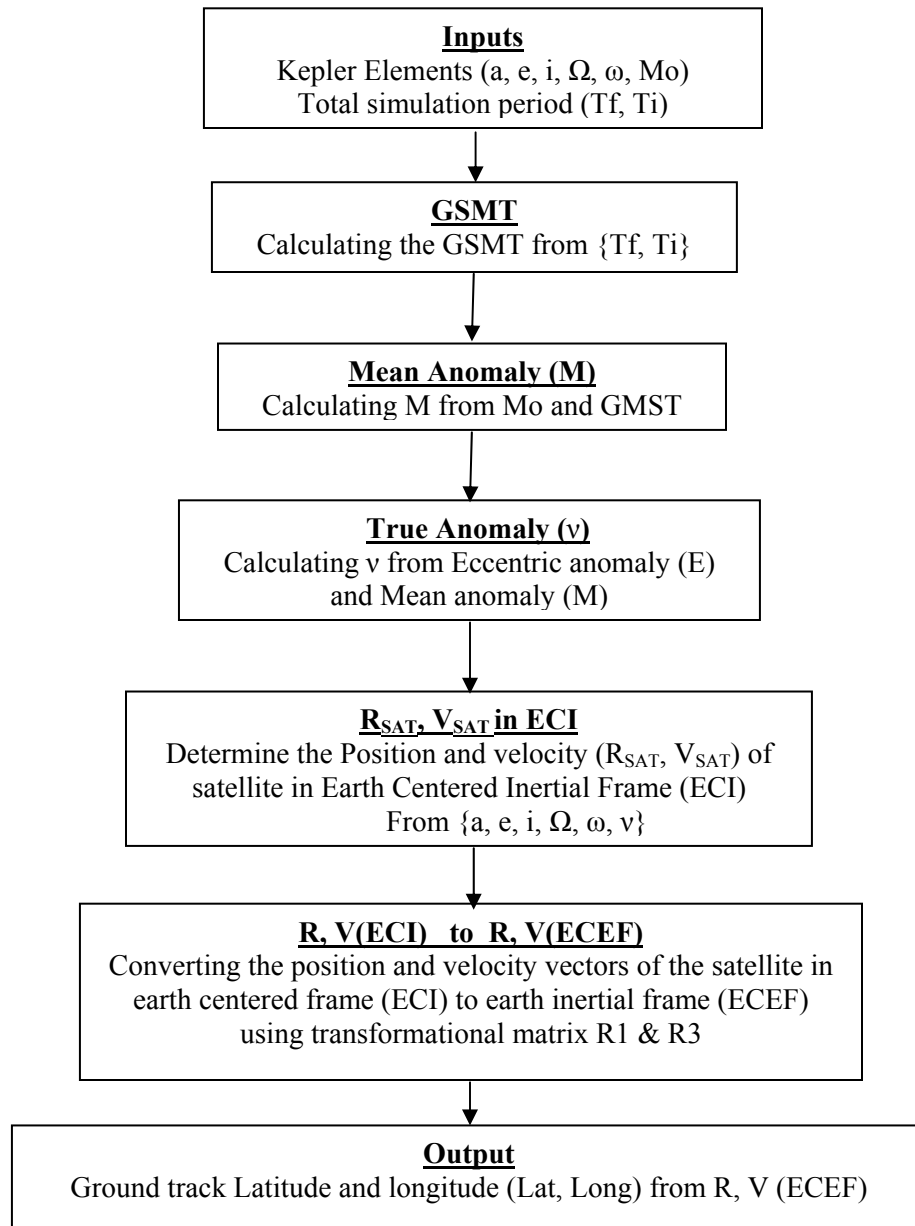 Inputs
Kepler Elements (a, e, i, Ω, ω, Mo)
Total simulation period (Tf, Ti)
GSMT
Calculating the GSMT from {Tf, Ti}
Mean Anomaly (M)
Calculating M from Mo and GMST
True Anomaly (ν)
Calculating ν from Eccentric anomaly (E)
and Mean anomaly (M)
RSAT, VSAT in ECI
Determine the Position and velocity (RSAT, VSAT) of
satellite in Earth Centered Inertial Frame (ECI)
From {a, e, i, Ω, ω, ν}
R, V(ECI) to R, V(ECEF)
Converting the position and velocity vectors of the satellite in
earth centered frame (ECI) to earth inertial frame (ECEF)
using transformational matrix R1 & R3
Output
Ground track Latitude and longitude (Lat, Long) from R, V (ECEF)